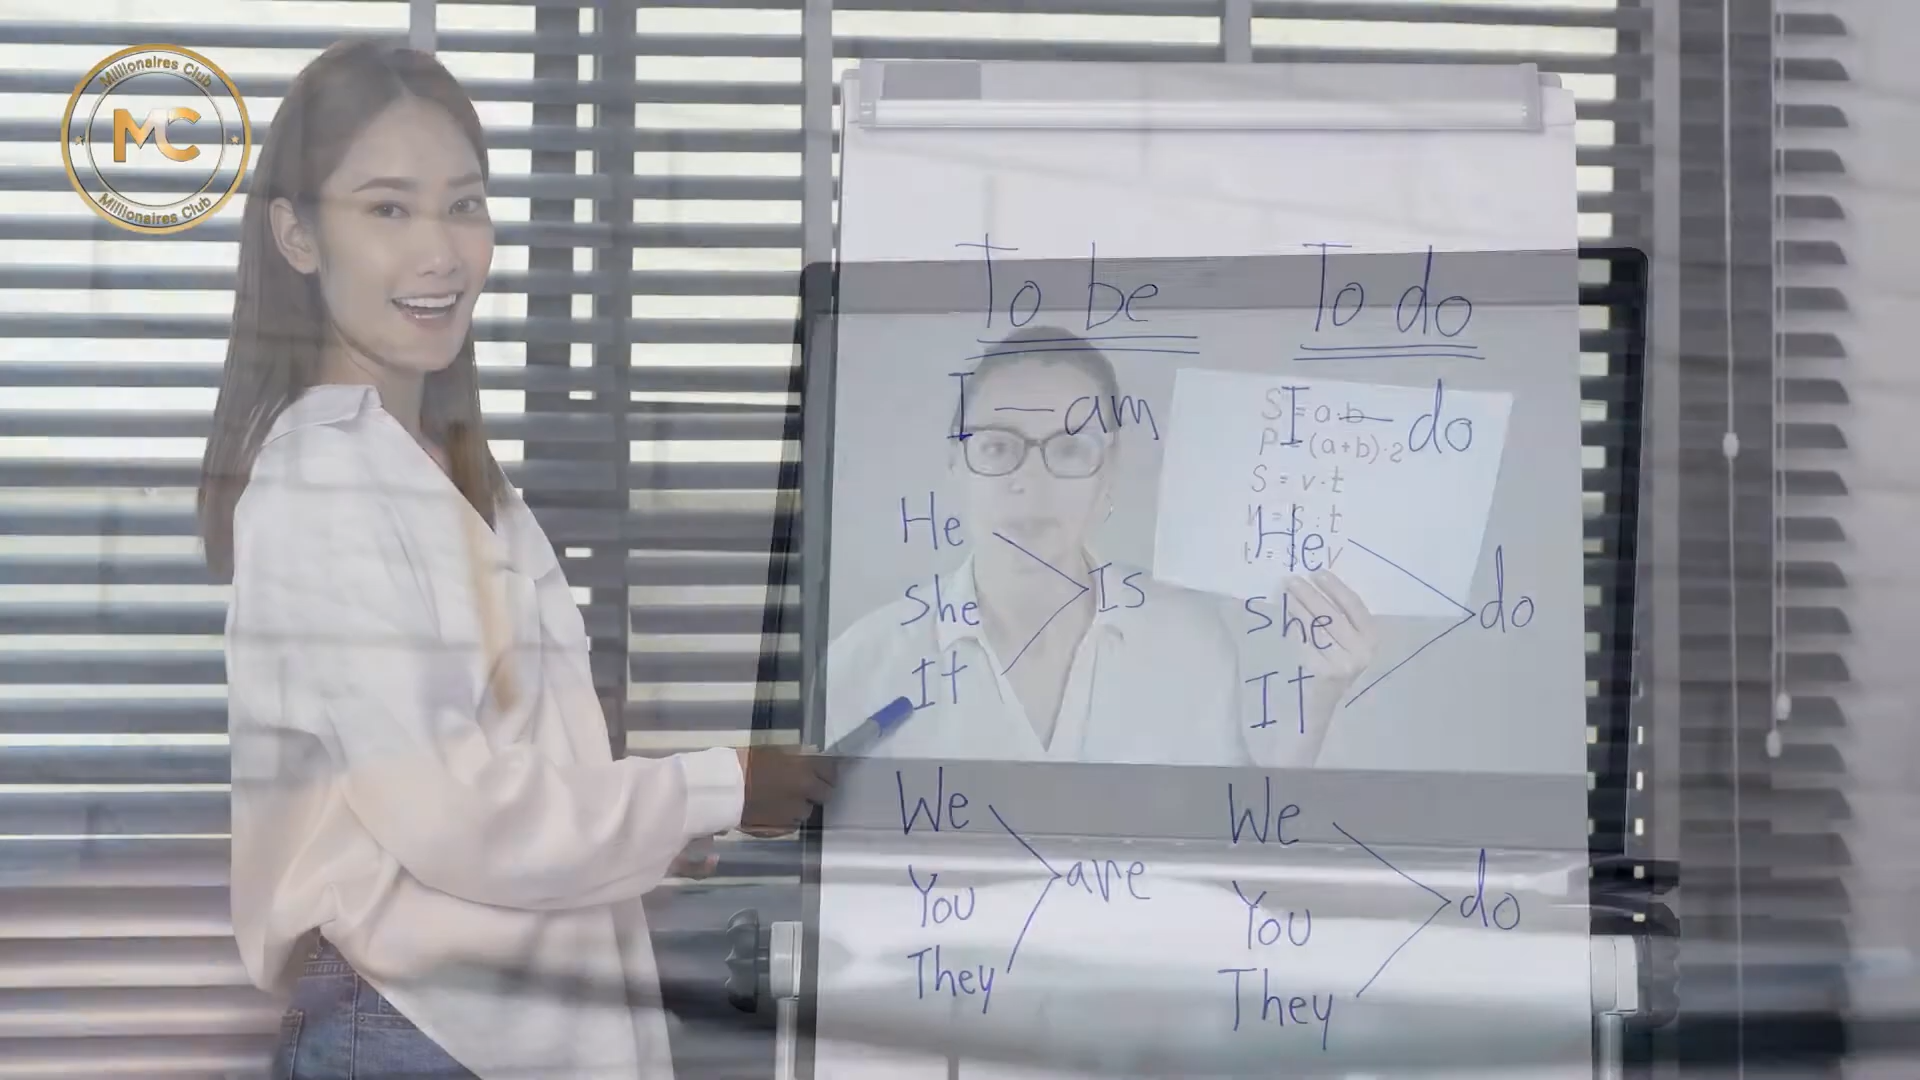 Millionaires Club
MC
Millionaires Club
To be To do
I — am I — do
He
She Is
It
He
She do
It
We
You are
They
We
You do
They
S = a·b
P = (a+b)·2
S = v·t
t = S : v